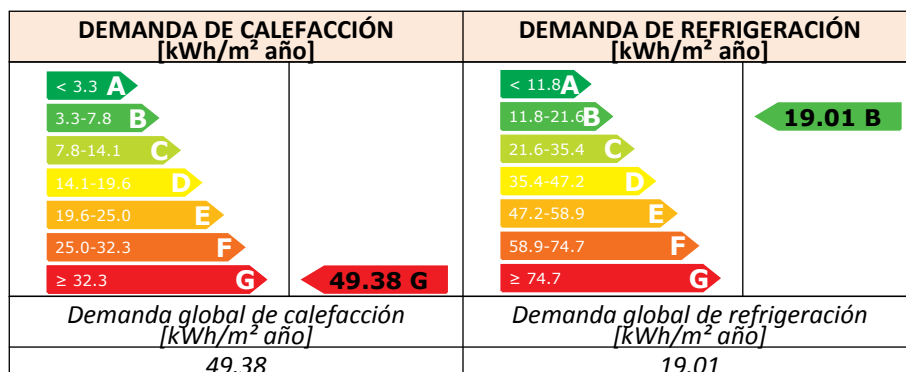 DEMANDA DE CALEFACCIÓN
[kWh/m² año]
< 3.3 A
3.3-7.8 B
7.8-14.1 C
14.1-19.6 D
19.6-25.0 E
25.0-32.3 F
≥ 32.3 G
49.38 G
Demanda global de calefacción
[kWh/m² año]
49.38
DEMANDA DE REFRIGERACIÓN
[kWh/m² año]
< 11.8 A
11.8-21.6 B
21.6-35.4 C
35.4-47.2 D
47.2-58.9 E
58.9-74.7 F
≥ 74.7 G
19.01 B
Demanda global de refrigeración
[kWh/m² año]
19.01